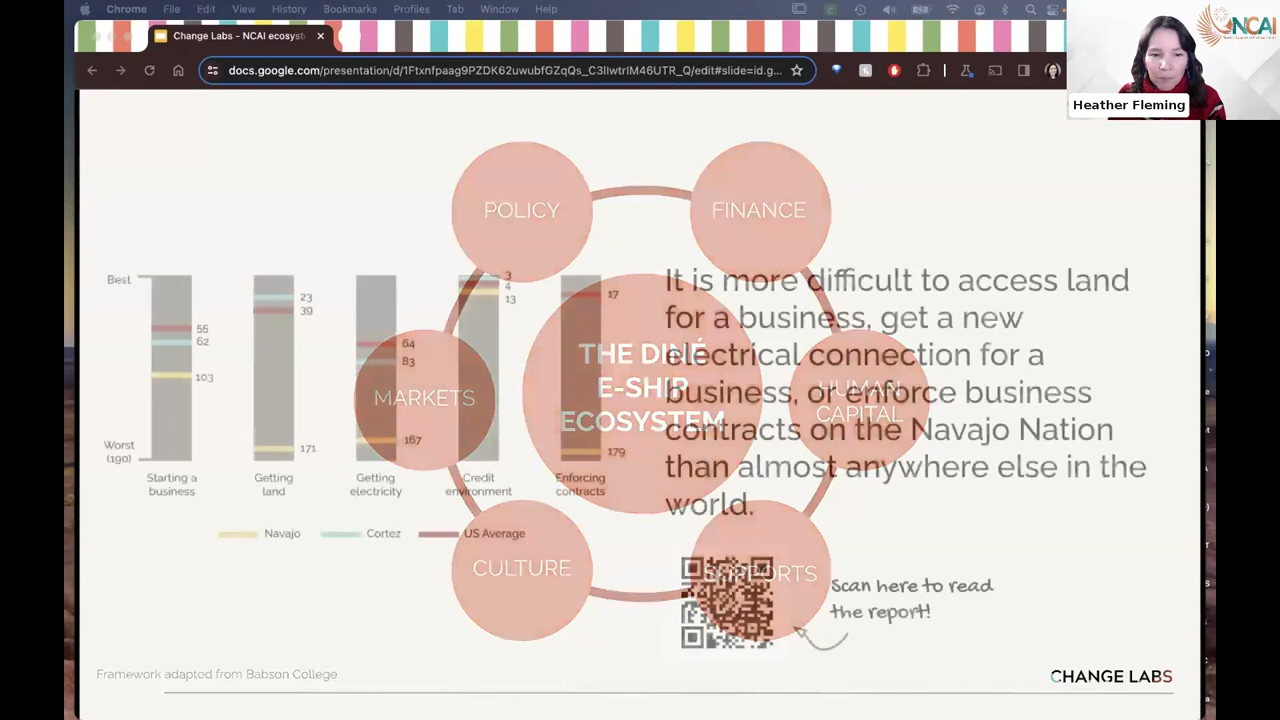 Chrome File Edit View History Bookmarks Profiles Tab Window Help
Change Labs - NCAI ecosyste
docs.google.com/presentation/d/1Ftxnfpaag9PZDK62uwubfGZqQs_C3IlwtrIM46UTR_Q/edit#slide=id.g...
NCAI
Heather Fleming
POLICY
FINANCE
MARKETS
THE DINÉ
E-SHIP
ECOSYSTEM
HUMAN
CAPITAL
CULTURE
SUPPORTS
Best
Worst
(190)
55
62
103
23
39
171
64
83
167
3
4
13
17
179
Starting a
business
Getting
land
Getting
electricity
Credit
environment
Enforcing
contracts
Navajo Cortez US Average
It is more difficult to access land
for a business, get a new
electrical connection for a
business, or enforce business
contracts on the Navajo Nation
than almost anywhere else in the
world.
Scan here to read
the report!
Framework adapted from Babson College
CHANGE LABS